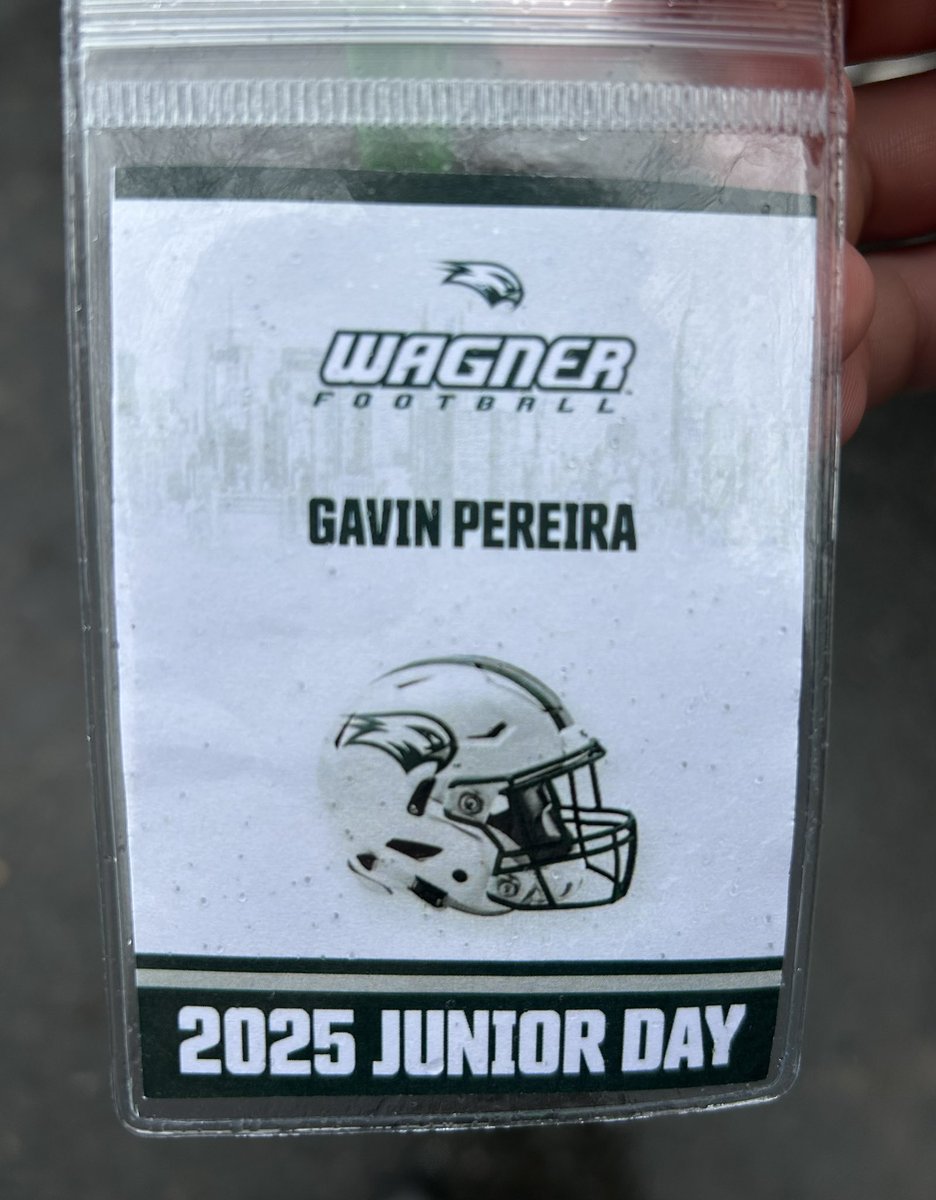 WAGNER
FOOTBALL
GAVIN PEREIRA
2025 JUNIOR DAY